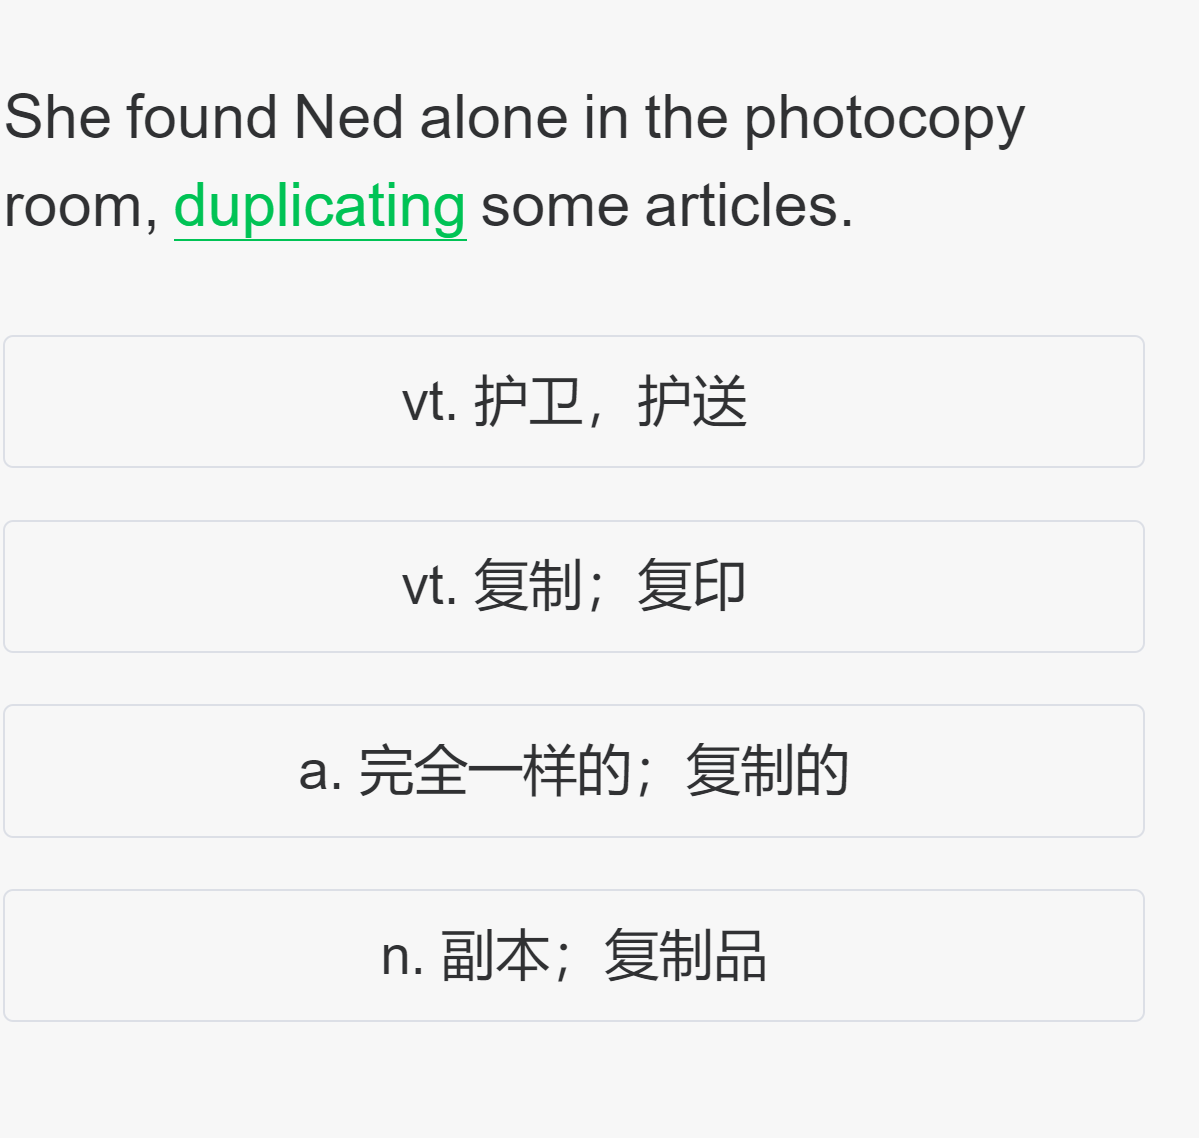 She found Ned alone in the photocopy
room, duplicating some articles.
vt. 护卫，护送
vt. 复制；复印
a. 完全一样的；复制的
n. 副本；复制品